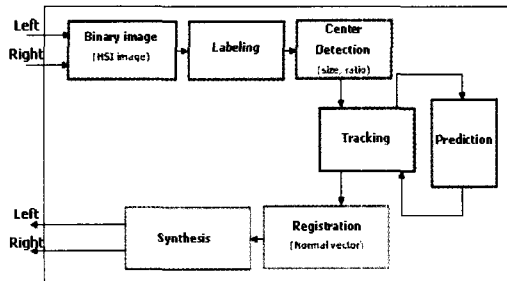 Left
Right
Binary image
(HSI image)
Labeling
Center
Detection
(size, ratio)
Tracking
Prediction
Left
Right
Synthesis
Registration
(Normal vector)